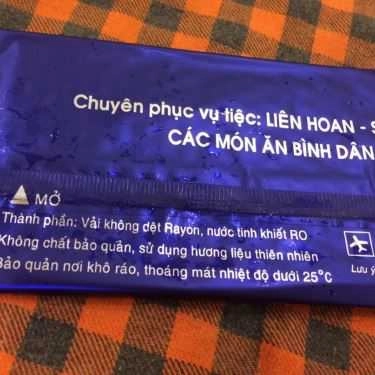 Chuyên phục vụ tiệc: LIÊN HOAN - S
CÁC MÓN ĂN BÌNH DÂN
MỞ
Thành phần: Vải không dệt Rayon, nước tinh khiết RO
Không chất bảo quản, sử dụng hương liệu thiên nhiên
Bảo quản nơi khô ráo, thoáng mát nhiệt độ dưới 25°C
Lưu ý